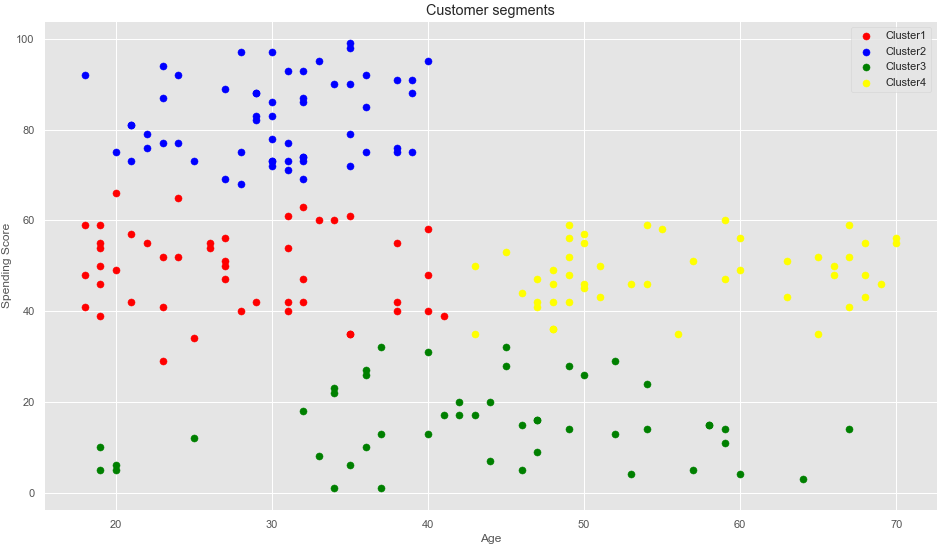 Customer segments
Cluster1
Cluster2
Cluster3
Cluster4
100
80
60
40
20
0
Spending Score
20 30 40 50 60 70
Age